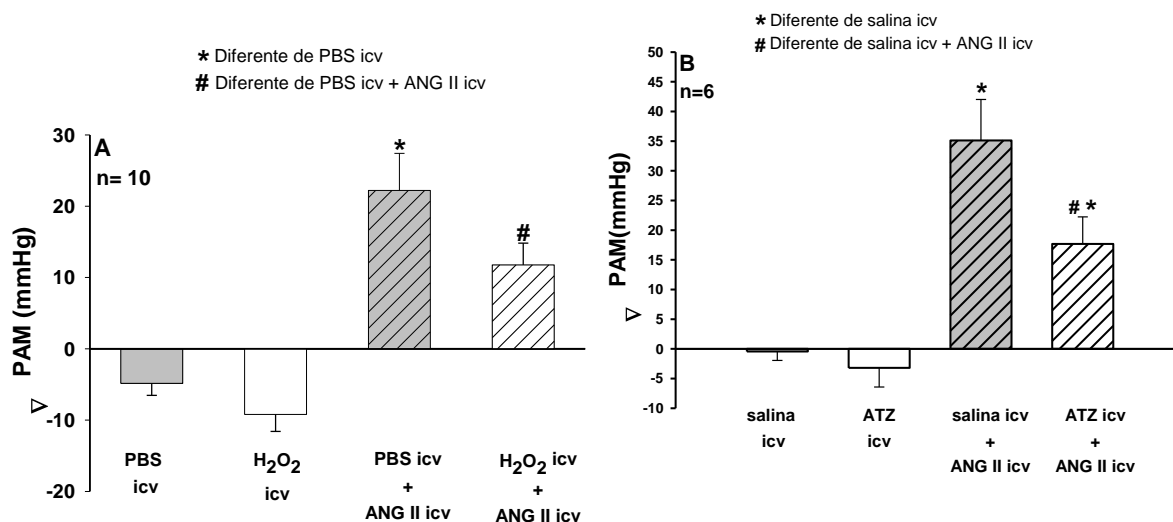 * Diferente de PBS icv
# Diferente de PBS icv + ANG II icv
A
n= 10
∇ PAM (mmHg)
30
20
10
0
-10
-20
*
#
PBS
icv
H2O2
icv
PBS icv
+
ANG II icv
H2O2 icv
+
ANG II icv
* Diferente de salina icv
# Diferente de salina icv + ANG II icv
B
n=6
∇ PAM(mmHg)
50
45
40
35
30
25
20
15
10
5
0
-5
-10
*
# *
salina
icv
ATZ
icv
salina icv
+
ANG II icv
ATZ icv
+
ANG II icv